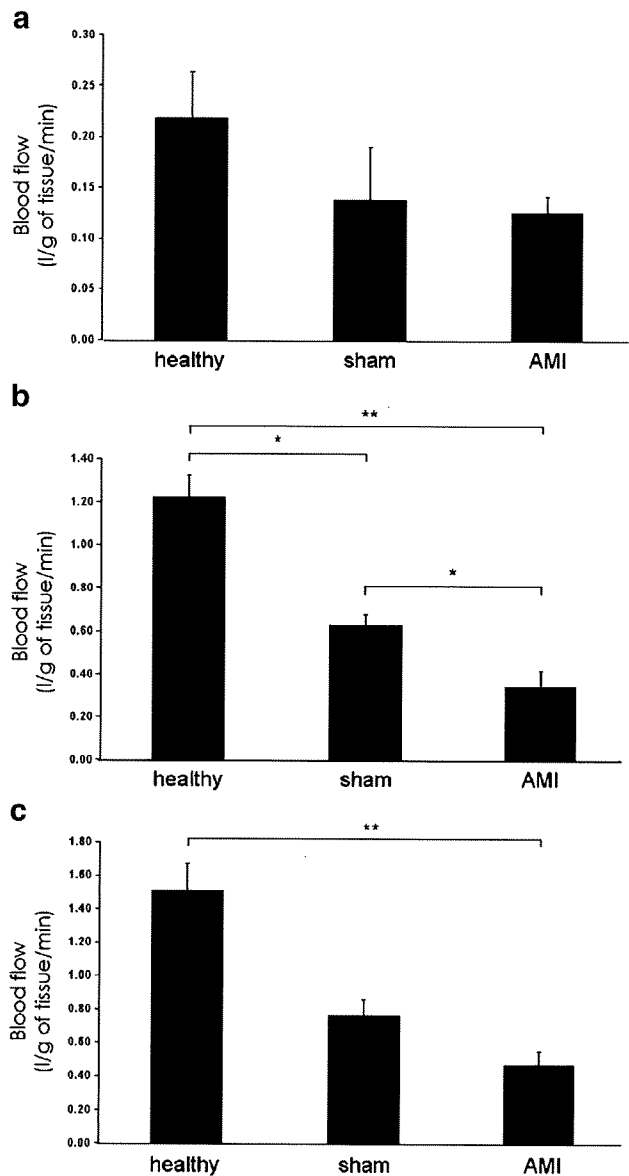 a
Blood flow
(l/g of tissue/min)
0.30
0.25
0.20
0.15
0.10
0.05
0.00
healthy sham AMI
b
**
*
*
Blood flow
(l/g of tissue/min)
1.40
1.20
1.00
0.80
0.60
0.40
0.20
0.00
healthy sham AMI
c
**
Blood flow
(l/g of tissue/min)
1.80
1.60
1.40
1.20
1.00
0.80
0.60
0.40
0.20
0.00
healthy sham AMI